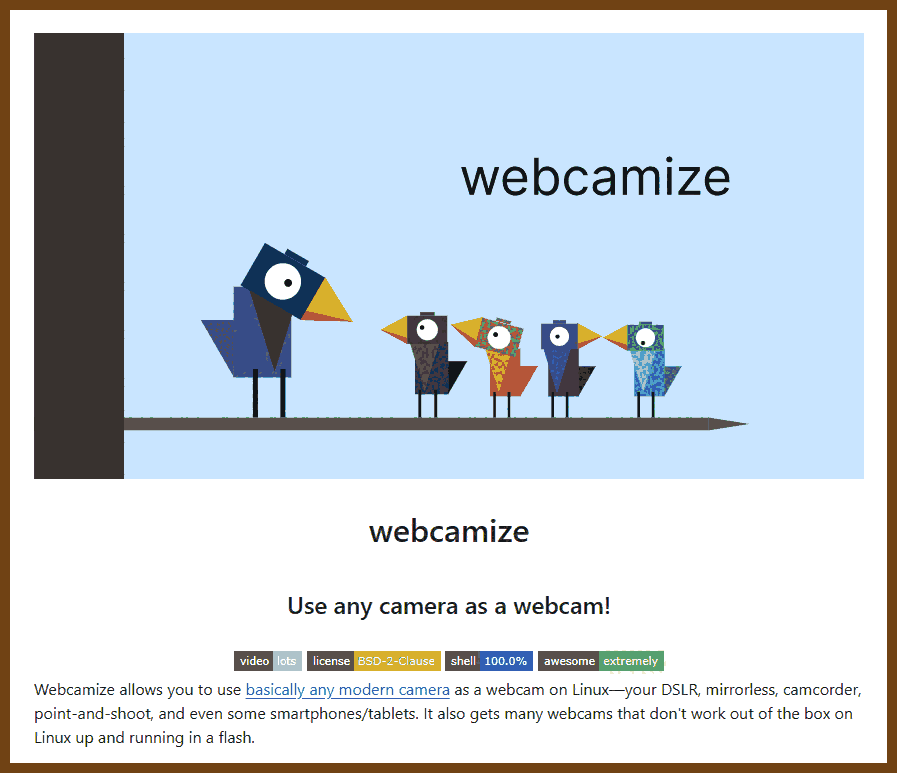 webcamize
webcamize
Use any camera as a webcam!
video lots license BSD-2-Clause shell 100.0% awesome extremely
Webcamize allows you to use basically any modern camera as a webcam on Linux—your DSLR, mirrorless, camcorder,
point-and-shoot, and even some smartphones/tablets. It also gets many webcams that don't work out of the box on
Linux up and running in a flash.